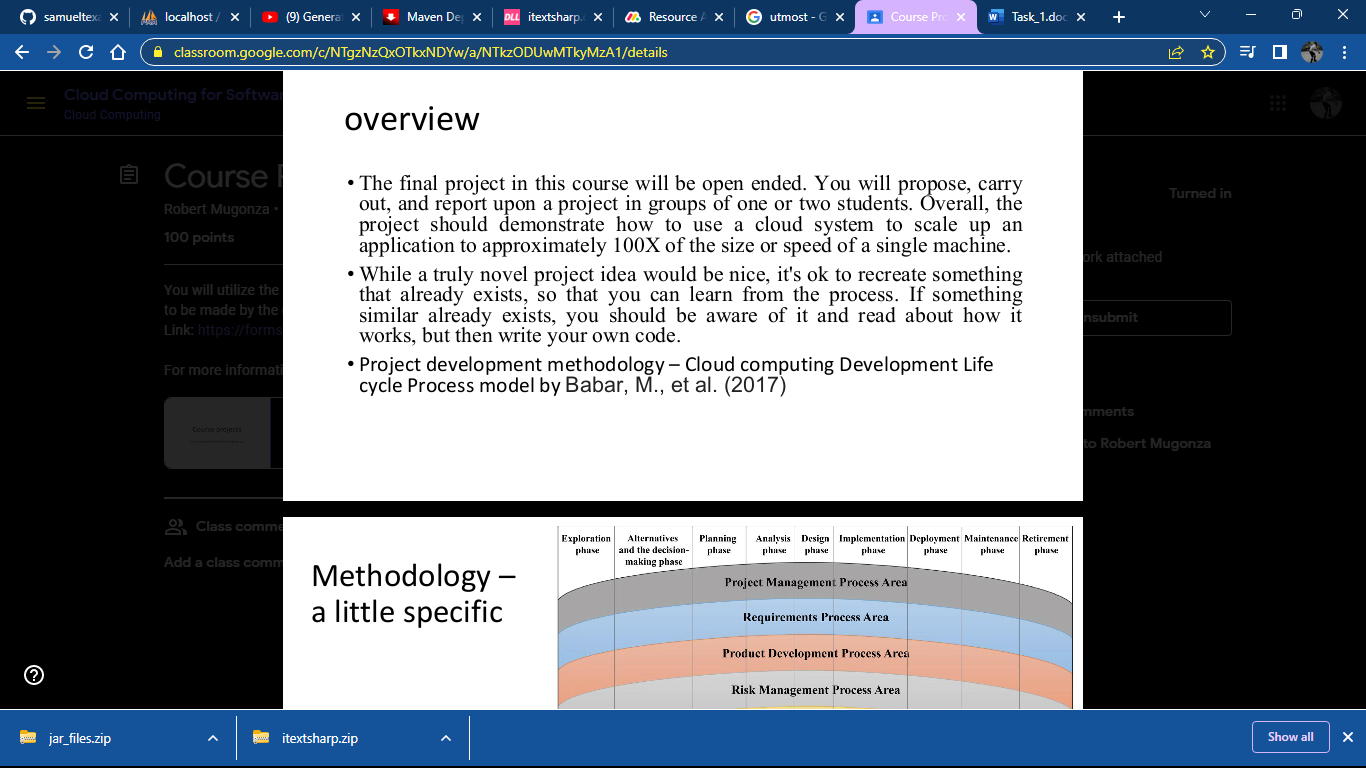 samueltex
localhost /
(9) Genera
Maven De
DLL
itextsharp.
Resource A
utmost - G
Course Pro
Task_1.doc
classroom.google.com/c/NTgzNzQxOTkxNDYw/a/NTkzODUwMTkyMzA1/details
Cloud Computing for Softwar
Cloud Computing
Course P
Robert Mugonza •
100 points
You will utilize the
to be made by the
Link: https://forms
For more informati
Course projects
Class comme
Add a class comm
overview
• The final project in this course will be open ended. You will propose, carry
out, and report upon a project in groups of one or two students. Overall, the
project should demonstrate how to use a cloud system to scale up an
application to approximately 100X of the size or speed of a single machine.
• While a truly novel project idea would be nice, it's ok to recreate something
that already exists, so that you can learn from the process. If something
similar already exists, you should be aware of it and read about how it
works, but then write your own code.
• Project development methodology – Cloud computing Development Life
cycle Process model by Babar, M., et al. (2017)
Turned in
ork attached
nsubmit
mments
to Robert Mugonza
Methodology –
a little specific
Exploration phase
Alternatives and the decision-making phase
Planning phase
Analysis phase
Design phase
Implementation phase
Deployment phase
Maintenance phase
Retirement phase
Project Management Process Area
Requirements Process Area
Product Development Process Area
Risk Management Process Area
jar_files.zip
itextsharp.zip
Show all